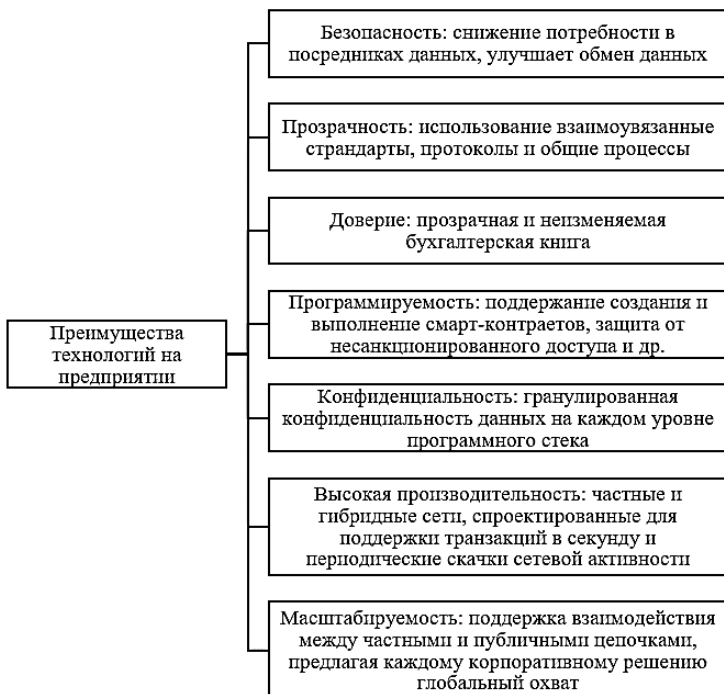 Безопасность: снижение потребности в
посредниках данных, улучшает обмен данных
Прозрачность: использование взаимоувязанные
страндарты, протоколы и общие процессы
Доверие: прозрачная и неизменяемая
бухгалтерская книга
Преимущества
технологий на
предприятии
Программируемость: поддержание создания и
выполнение смарт-контраетов, защита от
несанкционированного доступа и др.
Конфиденциальность: гранулированная
конфиденциальность данных на каждом уровне
программного стека
Высокая производительность: частные и
гибридные сети, спроектированные для
поддержки транзакций в секунду и
периодические скачки сетевой активности
Масштабируемость: поддержка взаимодействия
между частными и публичными цепочками,
предлагая каждому корпоративному решению
глобальный охват